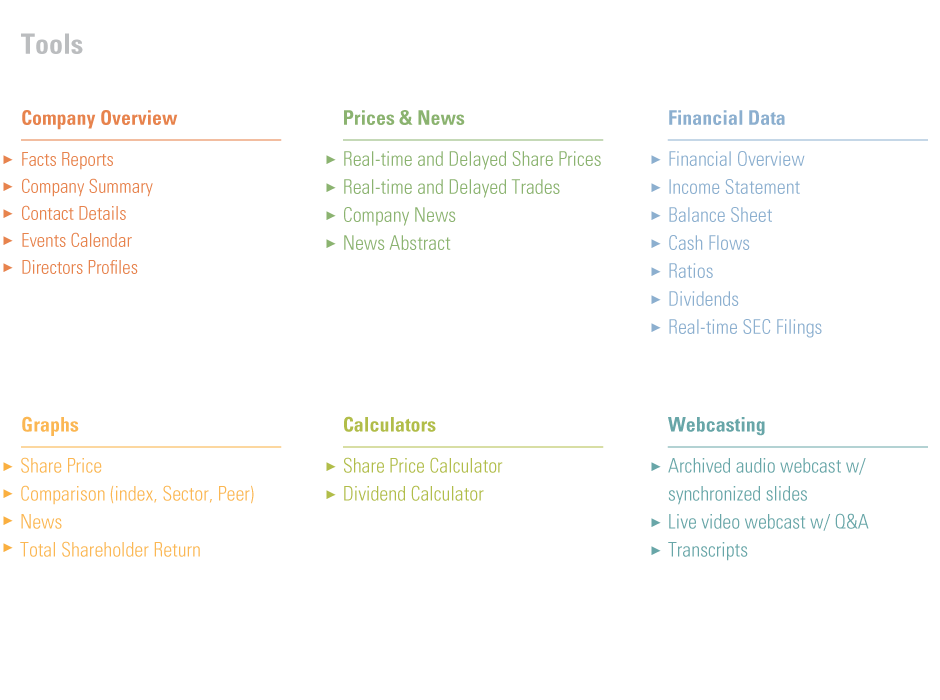 Tools
Company Overview
Facts Reports
Company Summary
Contact Details
Events Calendar
Directors Profiles
Prices & News
Real-time and Delayed Share Prices
Real-time and Delayed Trades
Company News
News Abstract
Financial Data
Financial Overview
Income Statement
Balance Sheet
Cash Flows
Ratios
Dividends
Real-time SEC Filings
Graphs
Share Price
Comparison (index, Sector, Peer)
News
Total Shareholder Return
Calculators
Share Price Calculator
Dividend Calculator
Webcasting
Archived audio webcast w/
synchronized slides
Live video webcast w/ Q&A
Transcripts